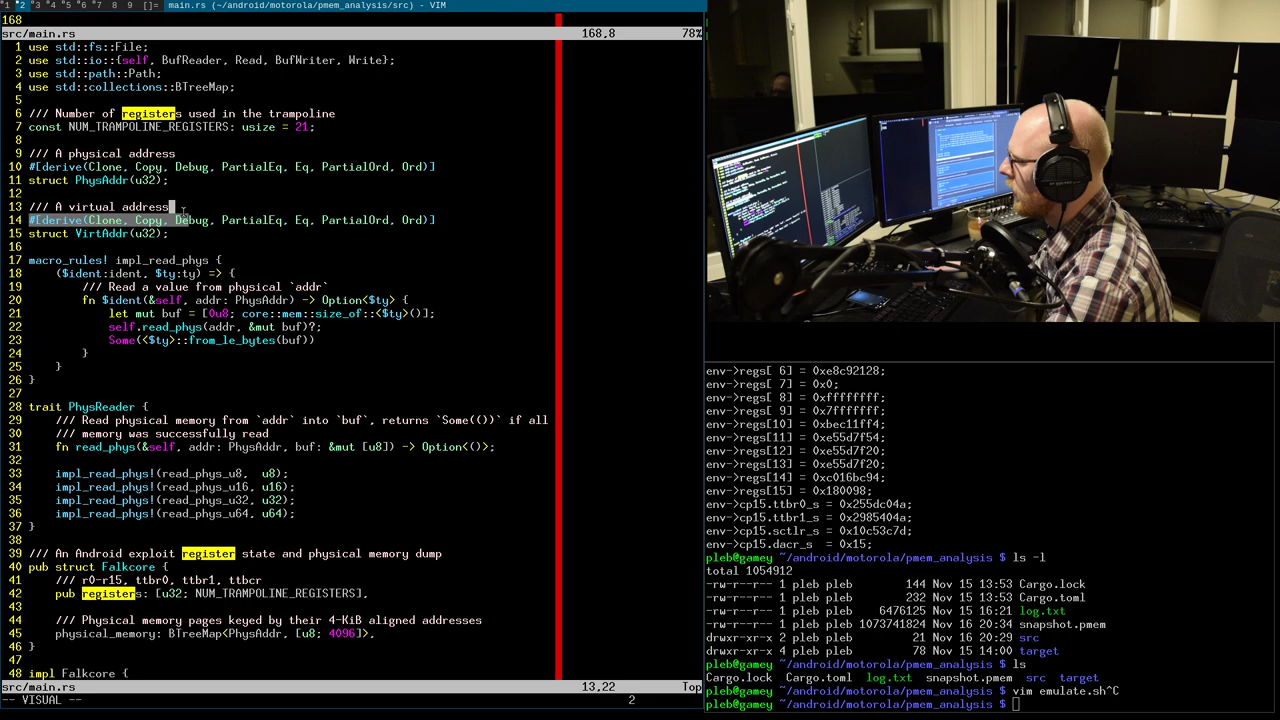 1 2 3 4 5 6 7 8 9 []= main.rs (~/android/motorola/pmem_analysis/src) - VIM
168
src/main.rs 168,8 78%
1 use std::fs::File;
2 use std::io::{self, BufReader, Read, BufWriter, Write};
3 use std::path::Path;
4 use std::collections::BTreeMap;
5
6 /// Number of registers used in the trampoline
7 const NUM_TRAMPOLINE_REGISTERS: usize = 21;
8
9 /// A physical address
10 #[derive(Clone, Copy, Debug, PartialEq, Eq, PartialOrd, Ord)]
11 struct PhysAddr(u32);
12
13 /// A virtual address
14 #[derive(Clone, Copy, Debug, PartialEq, Eq, PartialOrd, Ord)]
15 struct VirtAddr(u32);
16
17 macro_rules! impl_read_phys {
18     ($ident:ident, $ty:ty) => {
19         /// Read a value from physical `addr`
20         fn $ident(&self, addr: PhysAddr) -> Option<$ty> {
21             let mut buf = [0u8; core::mem::size_of::<$ty>()];
22             self.read_phys(addr, &mut buf)?;
23             Some(<$ty>::from_le_bytes(buf))
24         }
25     }
26 }
27
28 trait PhysReader {
29     /// Read physical memory from `addr` into `buf`, returns `Some(())` if all
30     /// memory was successfully read
31     fn read_phys(&self, addr: PhysAddr, buf: &mut [u8]) -> Option<()>;
32
33     impl_read_phys!(read_phys_u8,  u8);
34     impl_read_phys!(read_phys_u16, u16);
35     impl_read_phys!(read_phys_u32, u32);
36     impl_read_phys!(read_phys_u64, u64);
37 }
38
39 /// An Android exploit register state and physical memory dump
40 pub struct Falkcore {
41     /// r0-r15, ttbr0, ttbr1, ttbcr
42     pub registers: [u32; NUM_TRAMPOLINE_REGISTERS],
43
44     /// Physical memory pages keyed by their 4-KiB aligned addresses
45     physical_memory: BTreeMap<PhysAddr, [u8; 4096]>,
46 }
47
48 impl Falkcore {
src/main.rs 13,22 Top
-- VISUAL -- 2
env->regs[ 6] = 0xe8c92128;
env->regs[ 7] = 0x0;
env->regs[ 8] = 0xffffffff;
env->regs[ 9] = 0x7fffffff;
env->regs[10] = 0xbec11ff4;
env->regs[11] = 0xe55d7f54;
env->regs[12] = 0xe55d7f20;
env->regs[13] = 0xe55d7f20;
env->regs[14] = 0xc016bc94;
env->regs[15] = 0x180098;
env->cp15.ttbr0_s = 0x255dc04a;
env->cp15.ttbr1_s = 0x2985404a;
env->cp15.sctlr_s = 0x10c53c7d;
env->cp15.dacr_s  = 0x15;
pleb@gamey ~/android/motorola/pmem_analysis $ ls -l
total 1054912
-rw-r--r-- 1 pleb pleb 144 Nov 15 13:53 Cargo.lock
-rw-r--r-- 1 pleb pleb 232 Nov 15 13:53 Cargo.toml
-rw-r--r-- 1 pleb pleb 6476125 Nov 15 16:21 log.txt
-rw-r--r-- 1 pleb pleb 1073741824 Nov 16 20:34 snapshot.pmem
drwxr-xr-x 2 pleb pleb 21 Nov 16 20:29 src
drwxr-xr-x 4 pleb pleb 78 Nov 15 14:00 target
pleb@gamey ~/android/motorola/pmem_analysis $ ls
Cargo.lock  Cargo.toml  log.txt  snapshot.pmem  src  target
pleb@gamey ~/android/motorola/pmem_analysis $ vim emulate.sh^C
pleb@gamey ~/android/motorola/pmem_analysis $